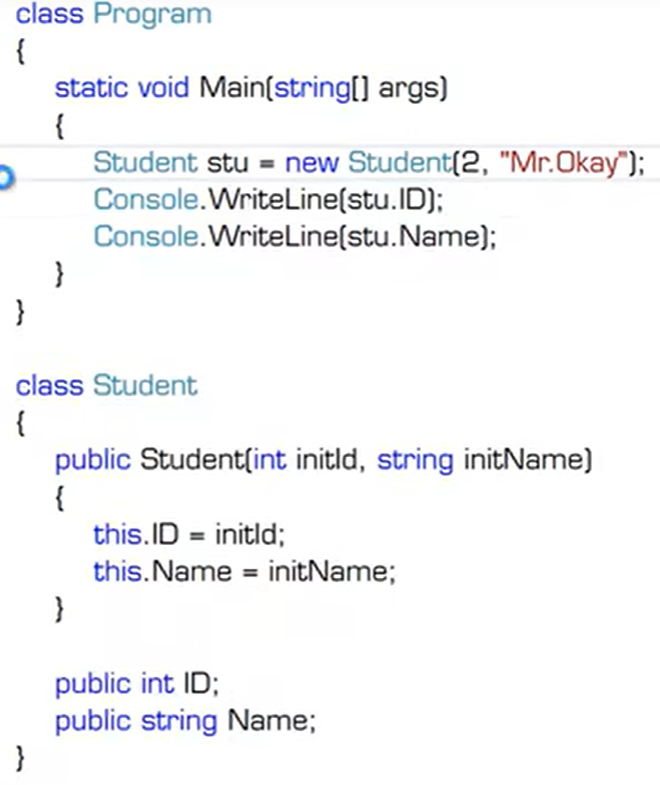 class Program
{
static void Main(string[] args)
{
Student stu = new Student(2, "Mr.Okay");
Console.WriteLine(stu.ID);
Console.WriteLine(stu.Name);
}
}
class Student
{
public Student(int initId, string initName)
{
this.ID = initId;
this.Name = initName;
}
public int ID;
public string Name;
}